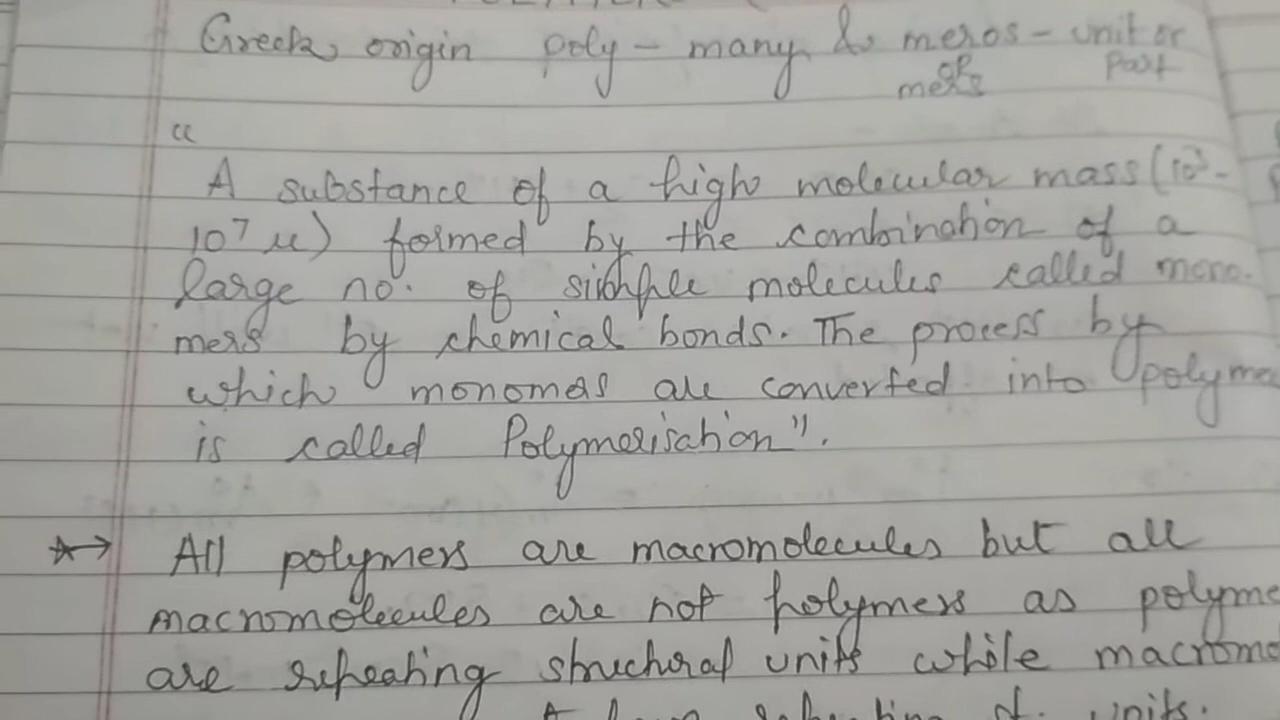 Greek origin poly - many & meros - unit or
or part
mers
"
A substance of a high molecular mass (10³-
10⁷ u) formed by the combination of a
large no. of simple molecules called mono-
mers by chemical bonds. The process by
which monomers are converted into polyme
is called Polymerisation".
→ All polymers are macromolecules but all
macromolecules are not polymers as polyme
are repeating structural units while macromo
units.